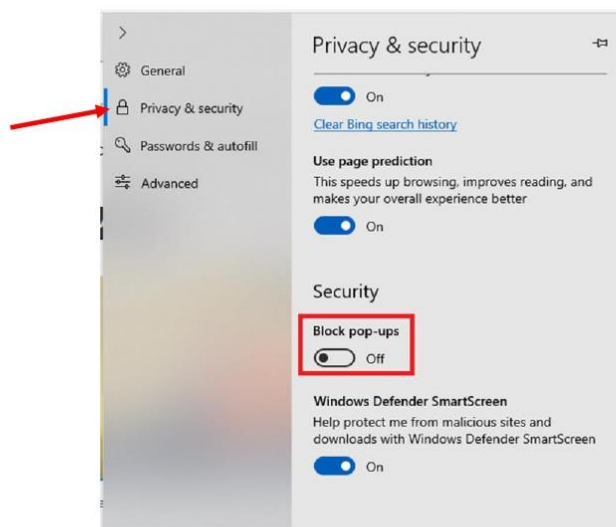 General
Privacy & security
Passwords & autofill
Advanced
Privacy & security
On
Clear Bing search history
Use page prediction
This speeds up browsing, improves reading, and
makes your overall experience better
On
Security
Block pop-ups
Off
Windows Defender SmartScreen
Help protect me from malicious sites and
downloads with Windows Defender SmartScreen
On